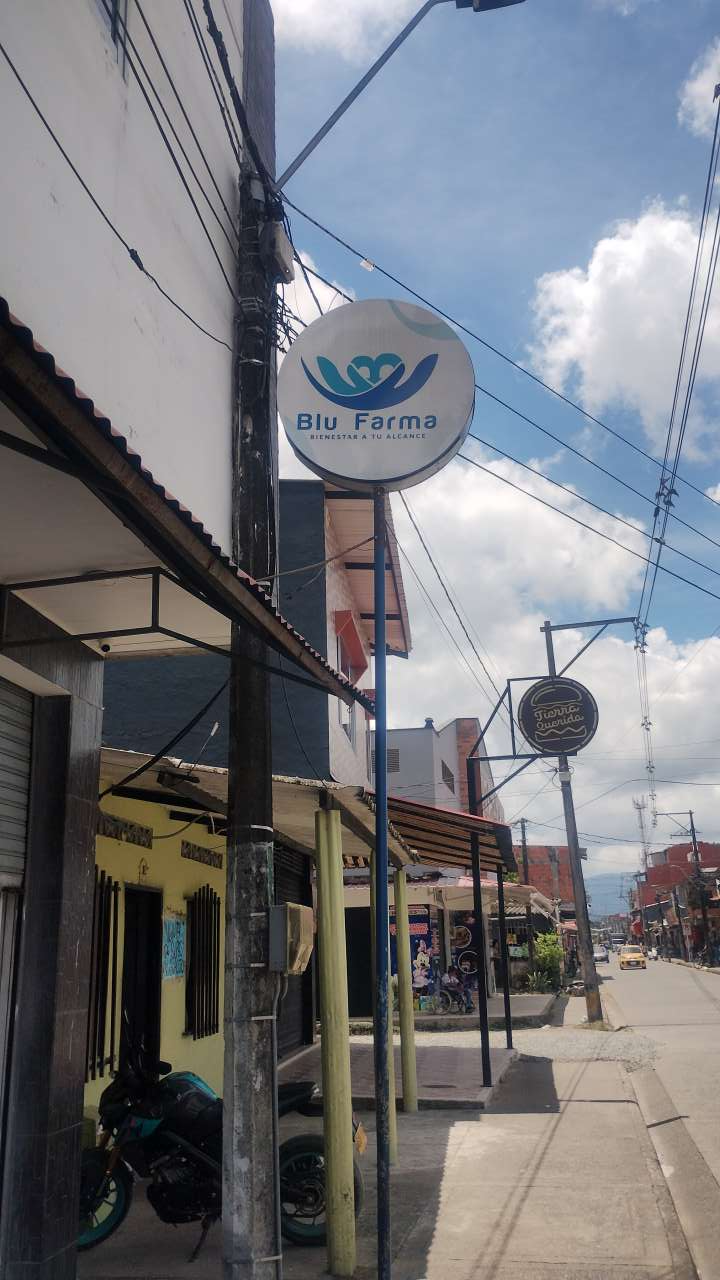 Blu Farma
BIENESTAR A TU ALCANCE
Tierra
Querida